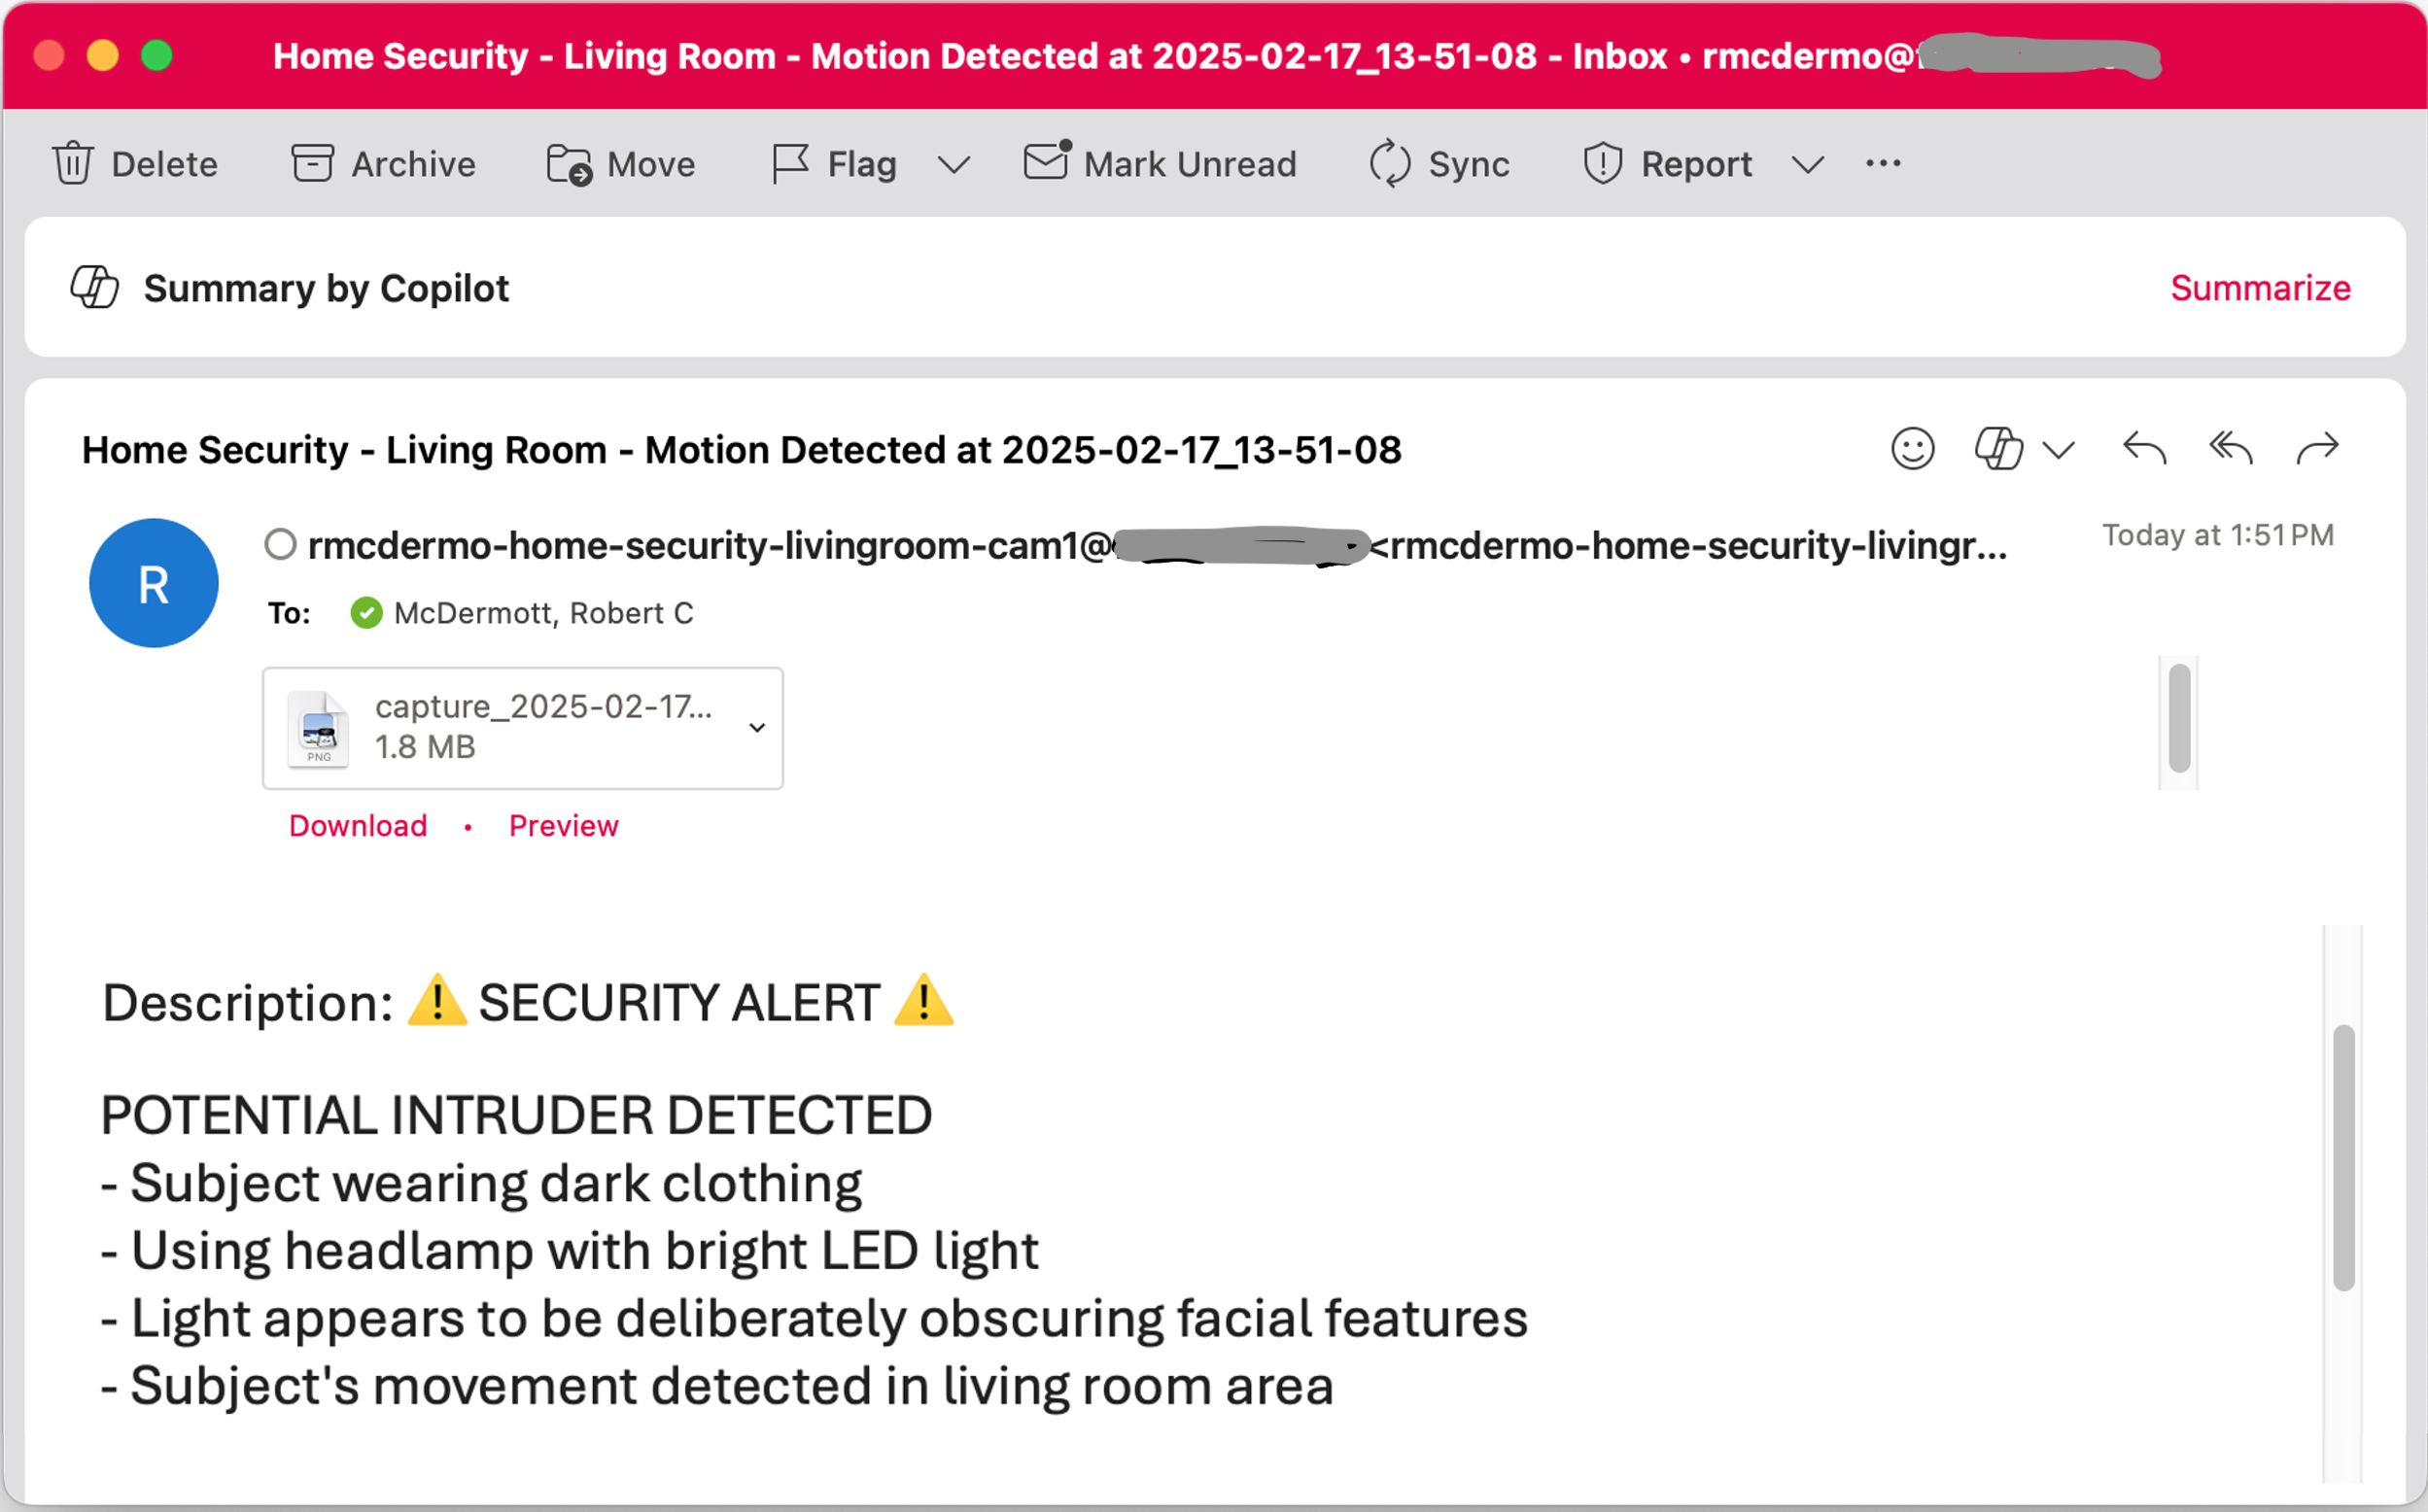 Home Security - Living Room - Motion Detected at 2025-02-17_13-51-08 - Inbox • rmcdermo@
Delete Archive Move Flag Mark Unread Sync Report ...
Summary by Copilot Summarize
Home Security - Living Room - Motion Detected at 2025-02-17_13-51-08
R
rmcdermo-home-security-livingroom-cam1@ <rmcdermo-home-security-livingr... Today at 1:51 PM
To: McDermott, Robert C
capture_2025-02-17...
1.8 MB
PNG
Download • Preview
Description: ⚠️ SECURITY ALERT ⚠️
POTENTIAL INTRUDER DETECTED
- Subject wearing dark clothing
- Using headlamp with bright LED light
- Light appears to be deliberately obscuring facial features
- Subject's movement detected in living room area